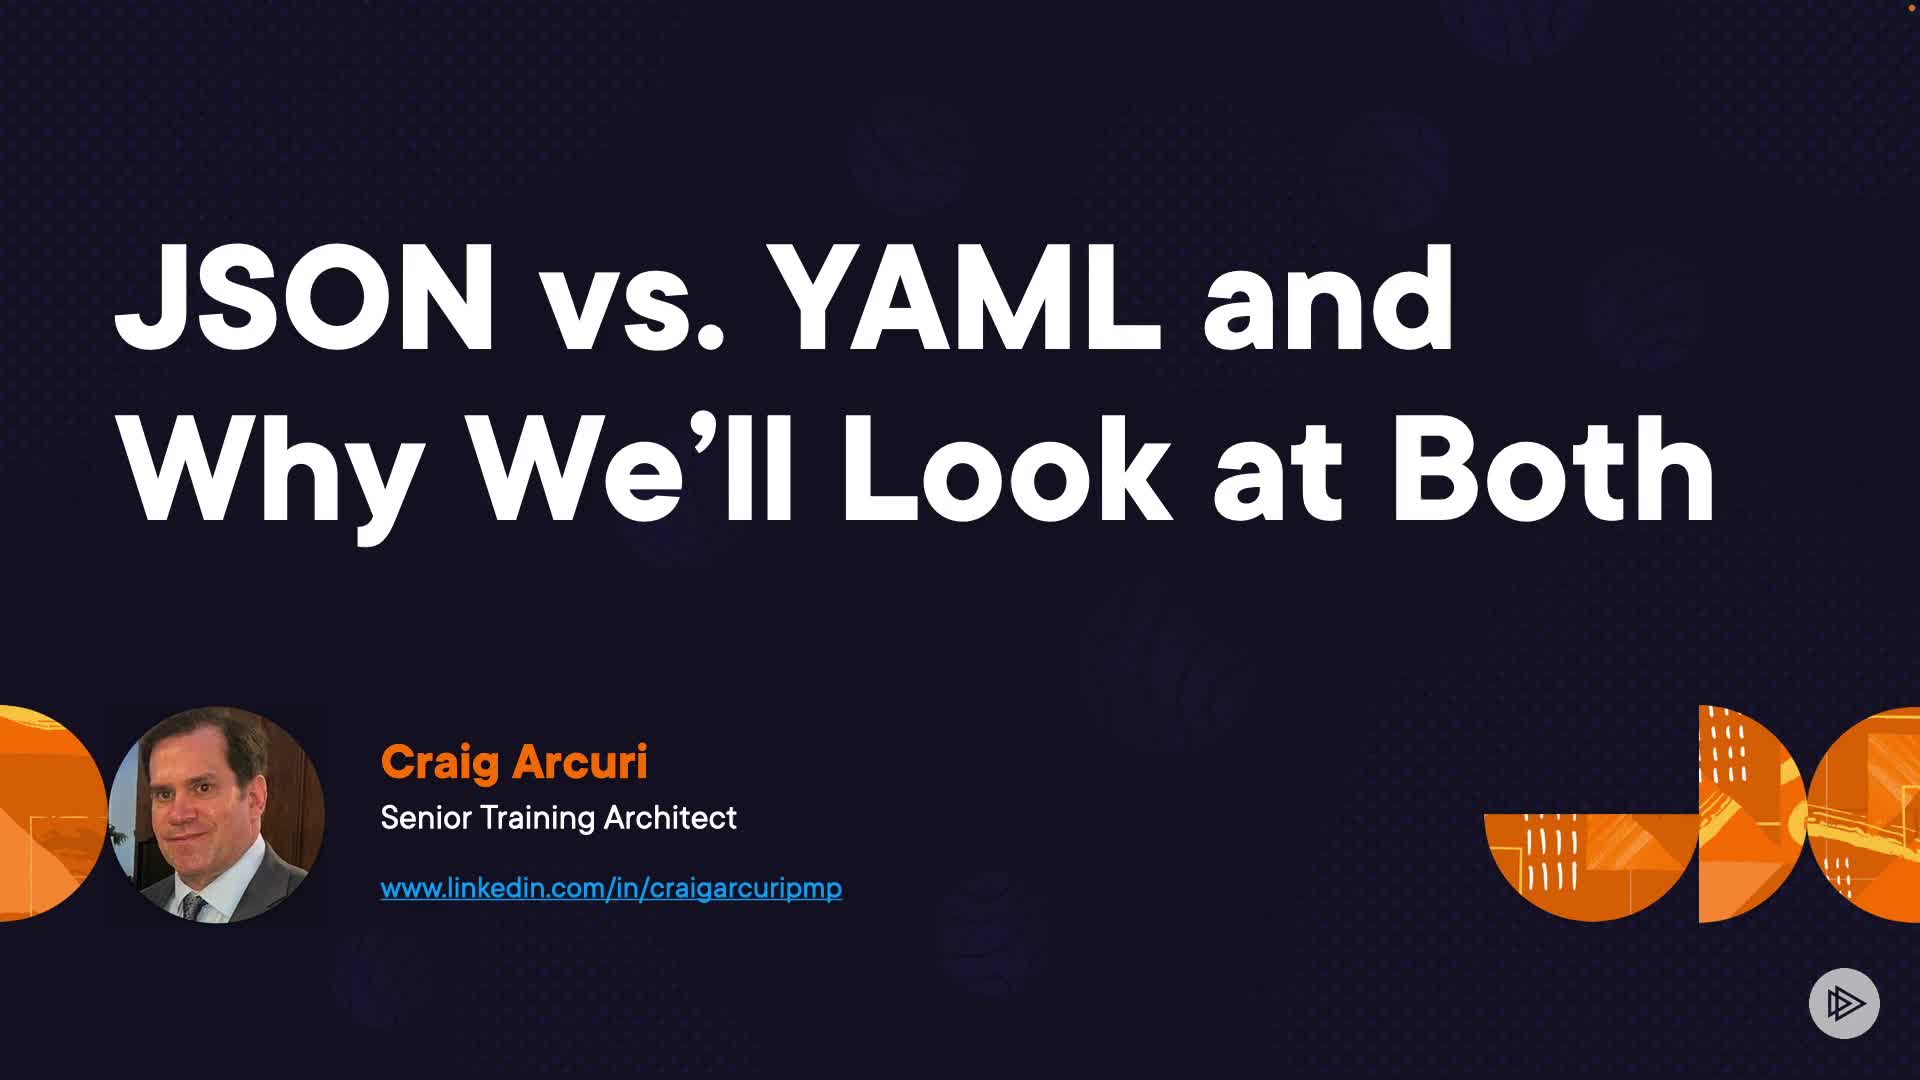 JSON vs. YAML and
Why We’ll Look at Both
Craig Arcuri
Senior Training Architect
www.linkedin.com/in/craigarcuripmp